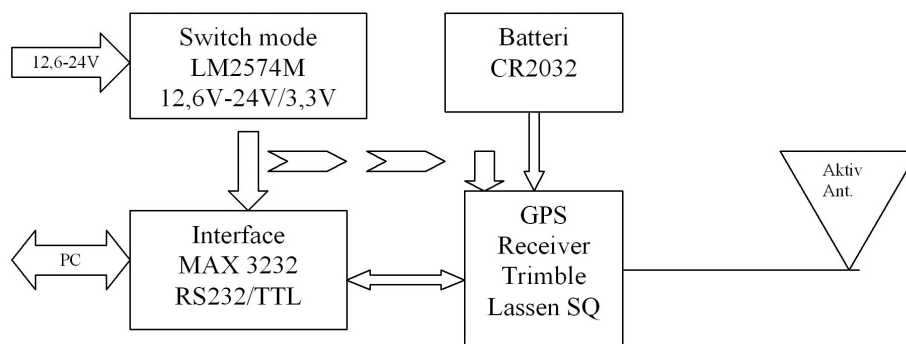 12,6-24V
Switch mode
LM2574M
12,6V-24V/3,3V
Batteri
CR2032
Aktiv
Ant.
PC
Interface
MAX 3232
RS232/TTL
GPS
Receiver
Trimble
Lassen SQ